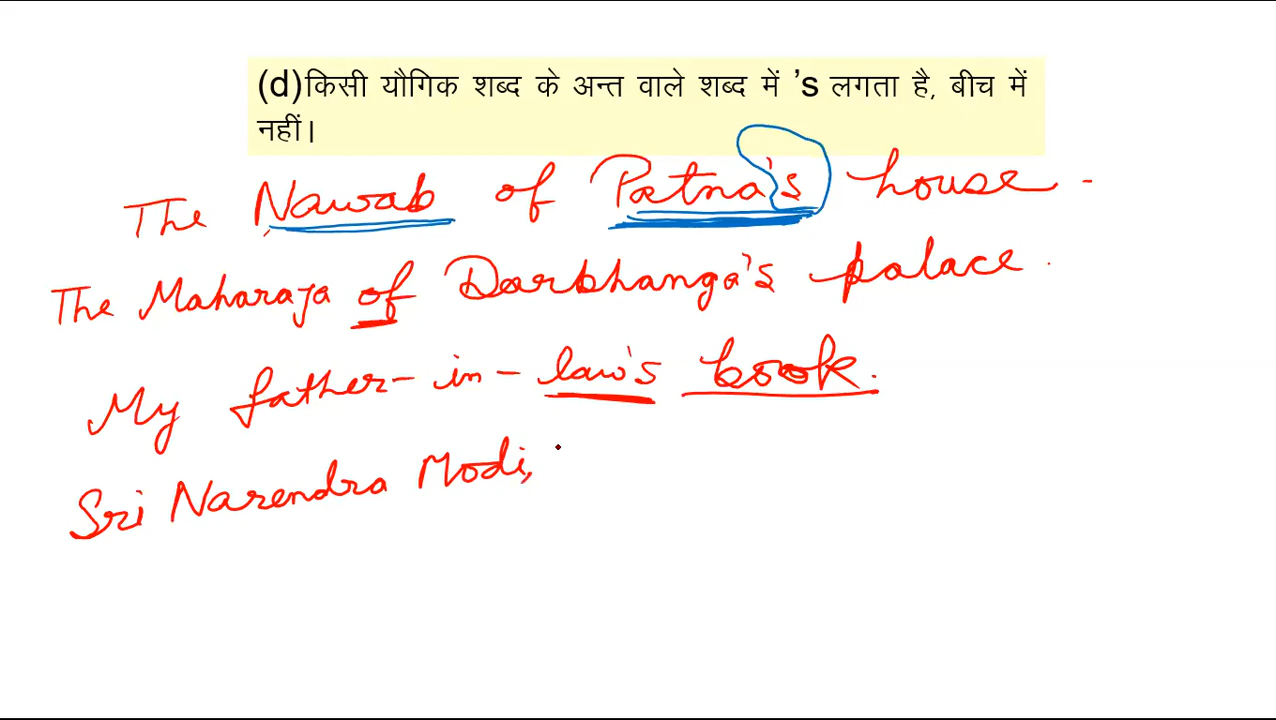 (d)किसी यौगिक शब्द के अन्त वाले शब्द में ’s लगता है, बीच में
नहीं।
The Nawab of Patna's house.
The Maharaja of Darbhanga's palace.
My father-in-law's book.
Sri Narendra Modi,